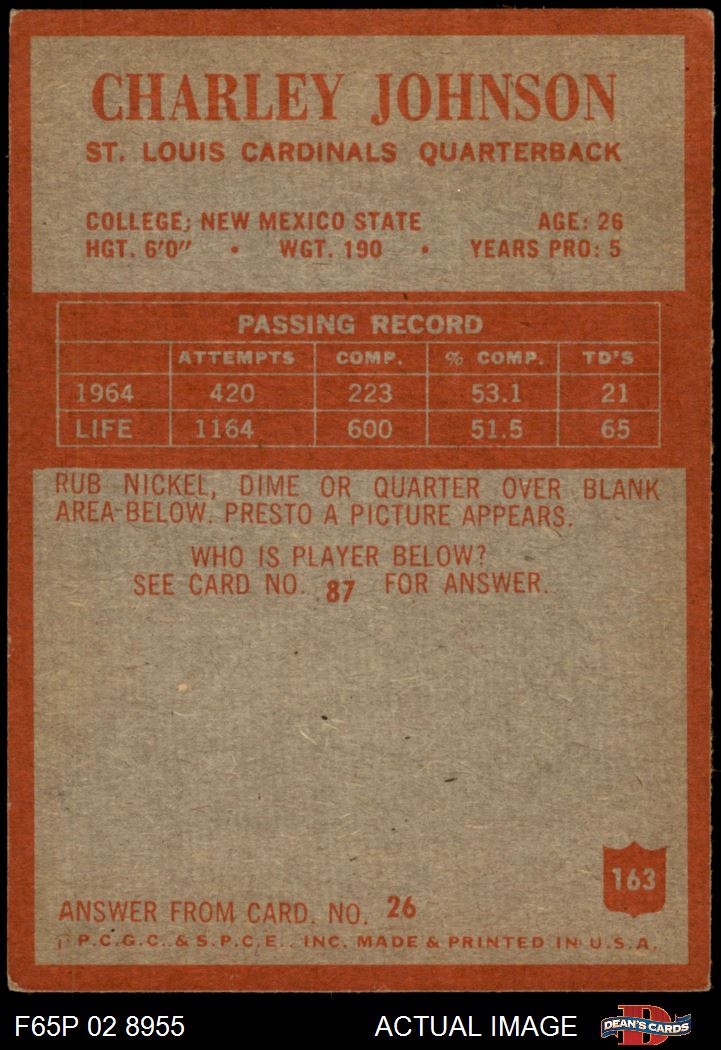 CHARLEY JOHNSON
ST. LOUIS CARDINALS QUARTERBACK
COLLEGE: NEW MEXICO STATE AGE: 26
HGT. 6'0" • WGT. 190 • YEARS PRO: 5
PASSING RECORD
ATTEMPTS COMP. % COMP. TD'S
1964 420 223 53.1 21
LIFE 1164 600 51.5 65
RUB NICKEL, DIME OR QUARTER OVER BLANK
AREA BELOW. PRESTO A PICTURE APPEARS.
WHO IS PLAYER BELOW?
SEE CARD NO. 87 FOR ANSWER.
163
ANSWER FROM CARD. NO. 26
P.C.G.C. & S.P.C.E., INC. MADE & PRINTED IN U.S.A.
F65P 02 8955 ACTUAL IMAGE D DEAN'S CARDS